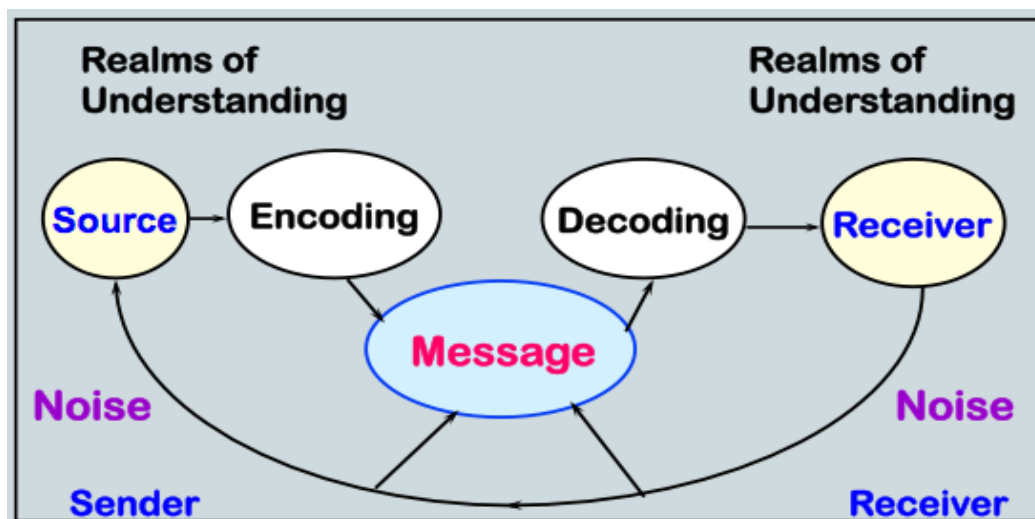 Realms of
Understanding
Realms of
Understanding
Source
Encoding
Decoding
Receiver
Message
Noise
Noise
Sender
Receiver